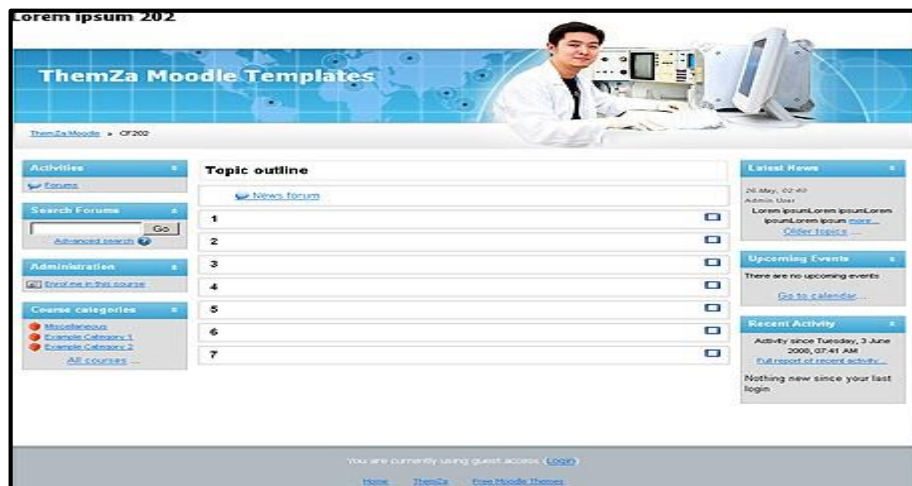 Lorem ipsum 202
ThemZa Moodle Templates
ThemZa Moodle ► CF202
Activities
Forums
Search Forums
Go
Advanced search ?
Administration
Enrol me in this course
Course categories
Miscellaneous
Example Category 1
Example Category 2
All courses ...
Topic outline
News forum
1
2
3
4
5
6
7
Latest News
26 May, 02:40
Admin User
Lorem ipsumLorem ipsumLorem
ipsumLorem ipsum more...
Older topics ...
Upcoming Events
There are no upcoming events
Go to calendar...
Recent Activity
Activity since Tuesday, 3 June
2008, 07:41 AM
Full report of recent activity...
Nothing new since your last
login
You are currently using guest access (Login)
Home ThemZa Free Moodle Themes